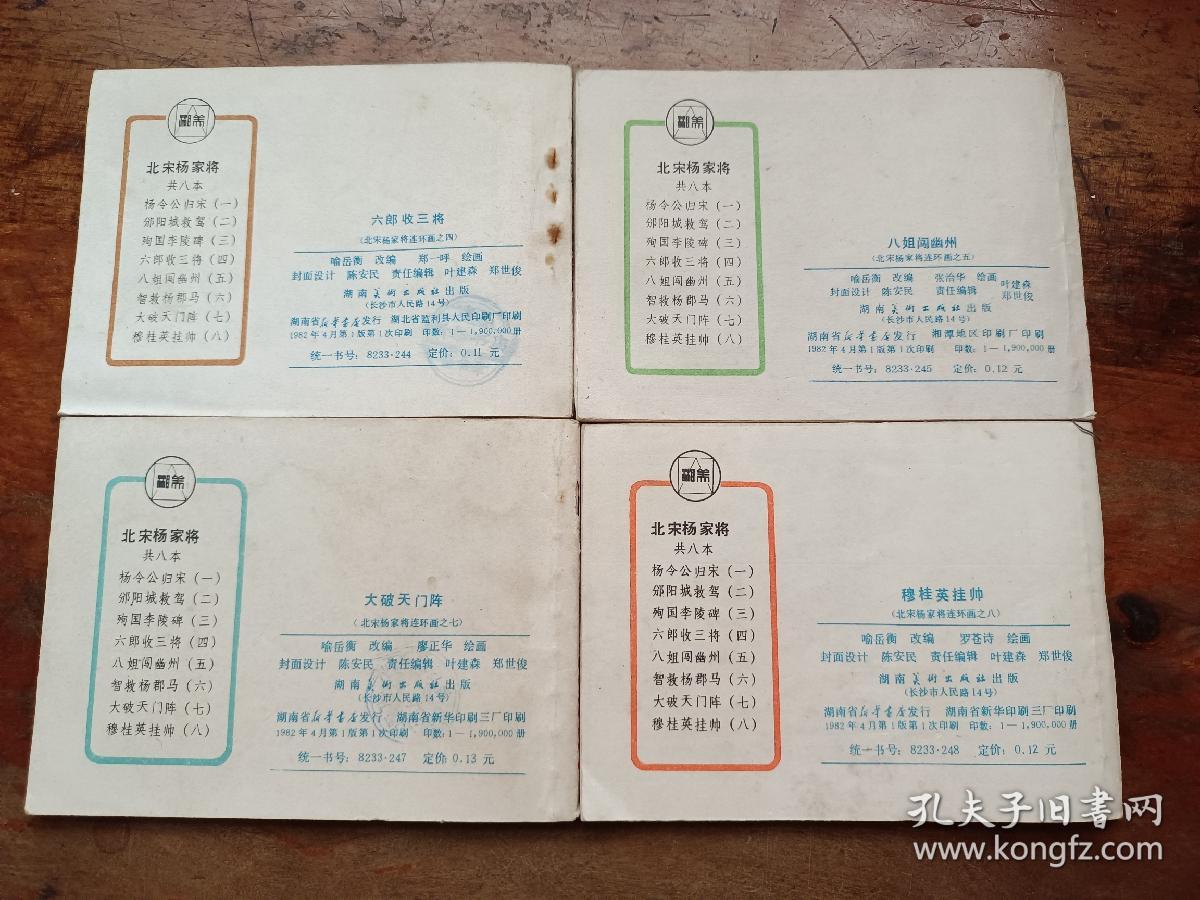 湘美
北宋杨家将
共八本
杨令公归宋（一）
邠阳城救驾（二）
殉国李陵碑（三）
六郎收三将（四）
八姐闯幽州（五）
智救杨郡马（六）
大破天门阵（七）
穆桂英挂帅（八）
六郎收三将
（北宋杨家将连环画之四）
喻岳衡 改编 郑一呼 绘画
封面设计 陈安民 责任编辑 叶建森 郑世俊
湖南美术出版社出版
（长沙市人民路14号）
湖南省新华书店发行 湖北省监利县人民印刷厂印刷
1982年4月第1版第1次印刷 印数：1—1,900,000册
统一书号：8233·244 定价：0.11元
湘美
北宋杨家将
共八本
杨令公归宋（一）
邠阳城救驾（二）
殉国李陵碑（三）
六郎收三将（四）
八姐闯幽州（五）
智救杨郡马（六）
大破天门阵（七）
穆桂英挂帅（八）
八姐闯幽州
（北宋杨家将连环画之五）
喻岳衡 改编 张治华 绘画
封面设计 陈安民 责任编辑 叶建森 郑世俊
湖南美术出版社出版
（长沙市人民路14号）
湖南省新华书店发行 湘潭地区印刷厂印刷
1982年4月第1版第1次印刷 印数：1—1,900,000册
统一书号：8233·245 定价：0.12元
湘美
北宋杨家将
共八本
杨令公归宋（一）
邠阳城救驾（二）
殉国李陵碑（三）
六郎收三将（四）
八姐闯幽州（五）
智救杨郡马（六）
大破天门阵（七）
穆桂英挂帅（八）
大破天门阵
（北宋杨家将连环画之七）
喻岳衡 改编 廖正华 绘画
封面设计 陈安民 责任编辑 叶建森 郑世俊
湖南美术出版社出版
（长沙市人民路14号）
湖南省新华书店发行 湖南省新华印刷三厂印刷
1982年4月第1版第1次印刷 印数：1—1,900,000册
统一书号：8233·247 定价：0.13元
湘美
北宋杨家将
共八本
杨令公归宋（一）
邠阳城救驾（二）
殉国李陵碑（三）
六郎收三将（四）
八姐闯幽州（五）
智救杨郡马（六）
大破天门阵（七）
穆桂英挂帅（八）
穆桂英挂帅
（北宋杨家将连环画之八）
喻岳衡 改编 罗苍诗 绘画
封面设计 陈安民 责任编辑 叶建森 郑世俊
湖南美术出版社出版
（长沙市人民路14号）
湖南省新华书店发行 湖南省新华印刷三厂印刷
1982年4月第1版第1次印刷 印数：1—1,900,000册
统一书号：8233·248 定价：0.12元
孔夫子旧书网
www.kongfz.com